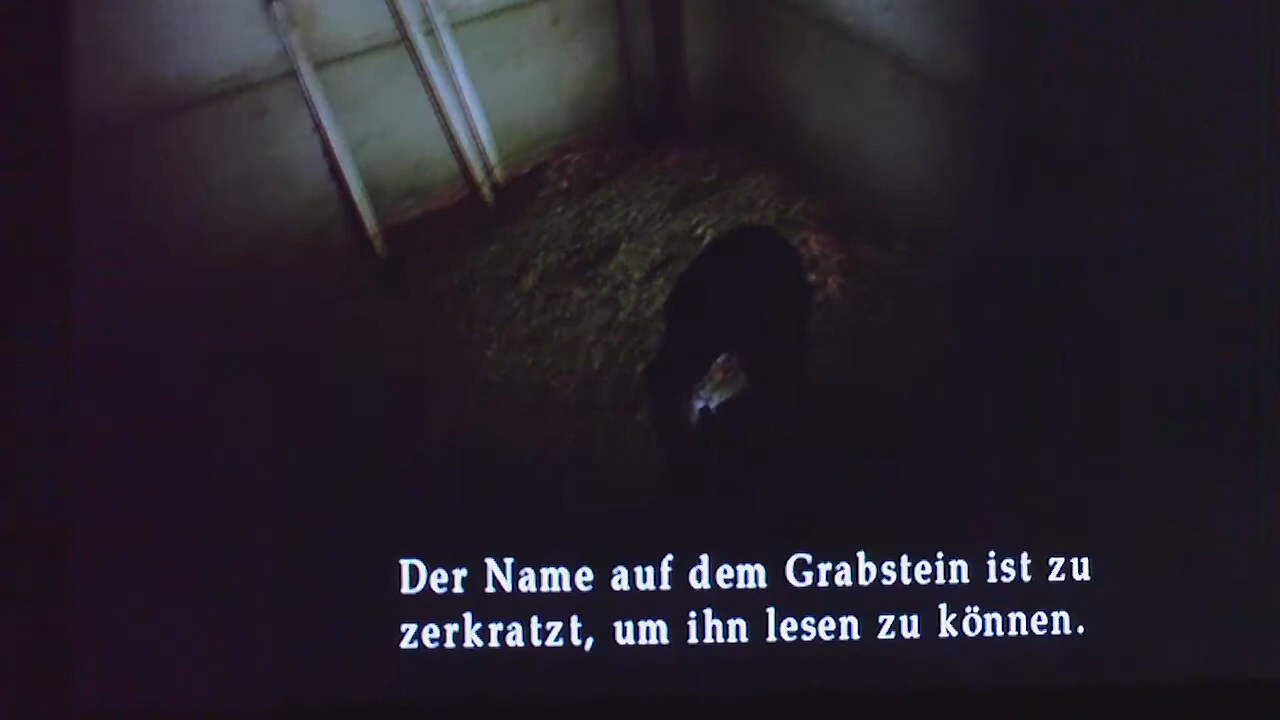 Der Name auf dem Grabstein ist zu
zerkratzt, um ihn lesen zu können.